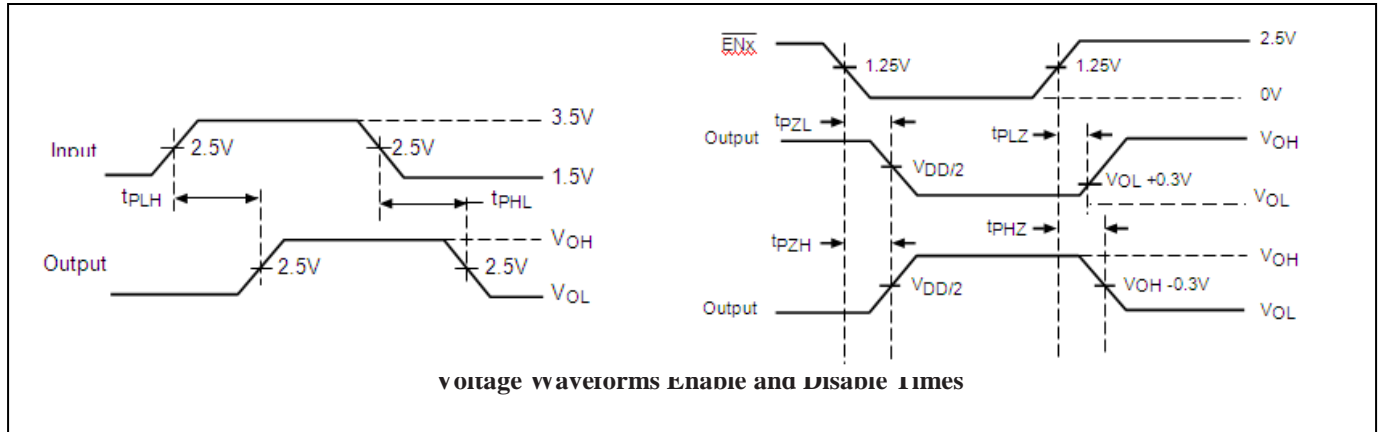 3.5V
Input
2.5V
2.5V
1.5V
tPLH
tPHL
VOH
Output
2.5V
2.5V
VOL
ENx
2.5V
1.25V
1.25V
0V
tPZL
tPLZ
Output
VOH
VDD/2
VOL +0.3V
VOL
tPZH
tPHZ
VOH
VDD/2
VOH -0.3V
Output
VOL
Voltage Waveforms Enable and Disable Times